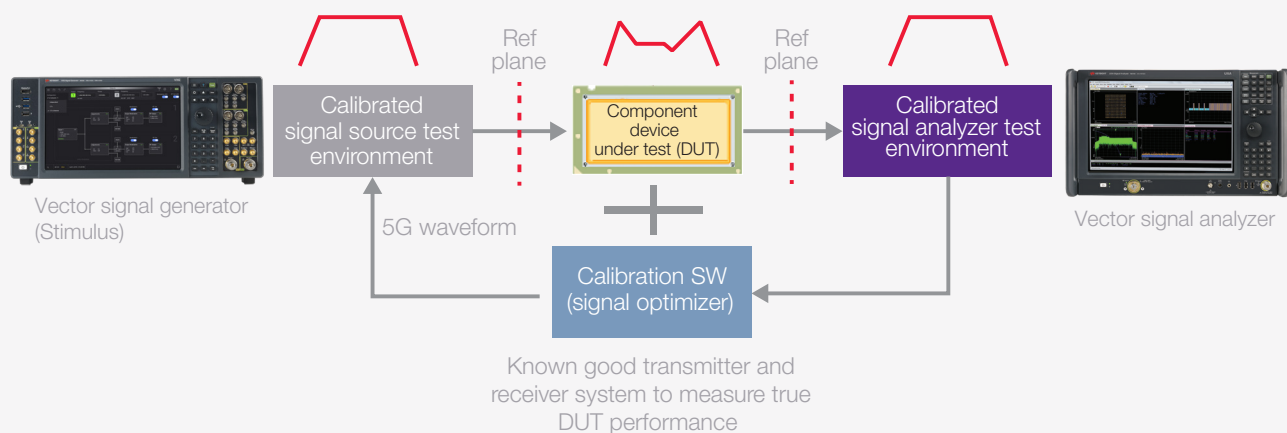 Ref
plane
Ref
plane
Calibrated
signal source test
environment
Component
device
under test (DUT)
Calibrated
signal analyzer test
environment
Vector signal generator
(Stimulus)
5G waveform
Vector signal analyzer
Calibration SW
(signal optimizer)
Known good transmitter and
receiver system to measure true
DUT performance